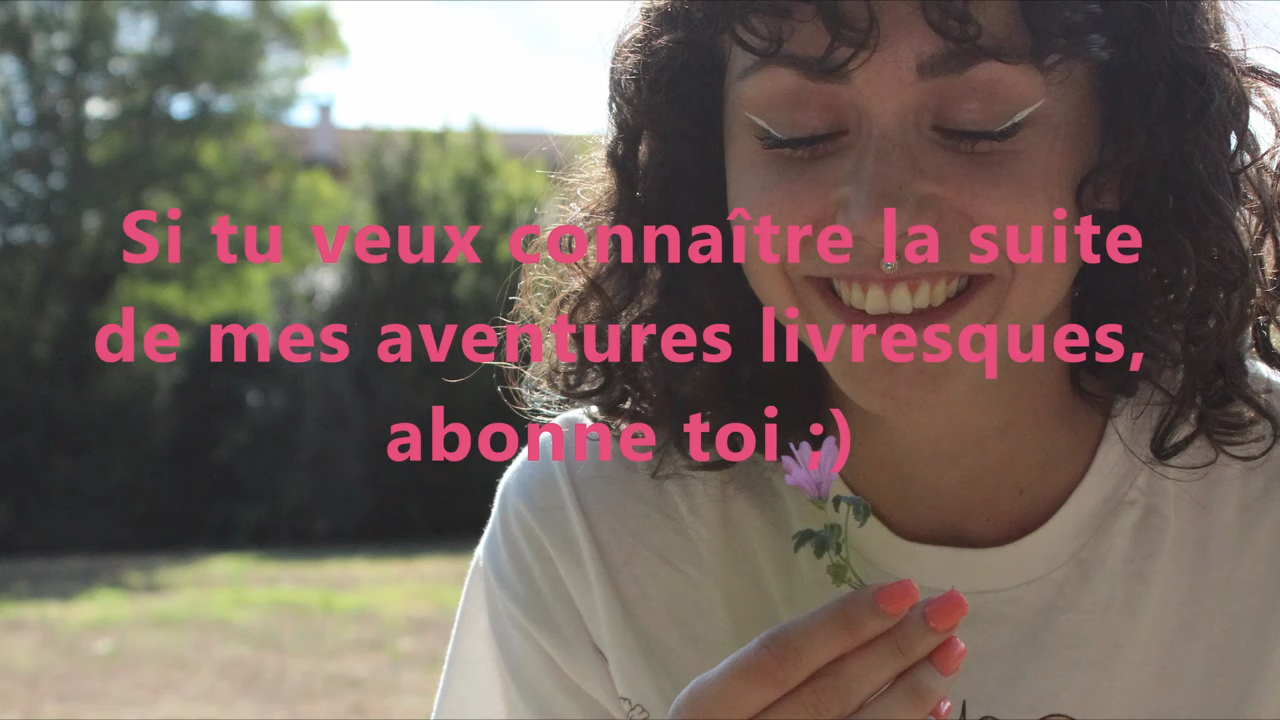 Si tu veux connaître la suite
de mes aventures livresques,
abonne toi ;)